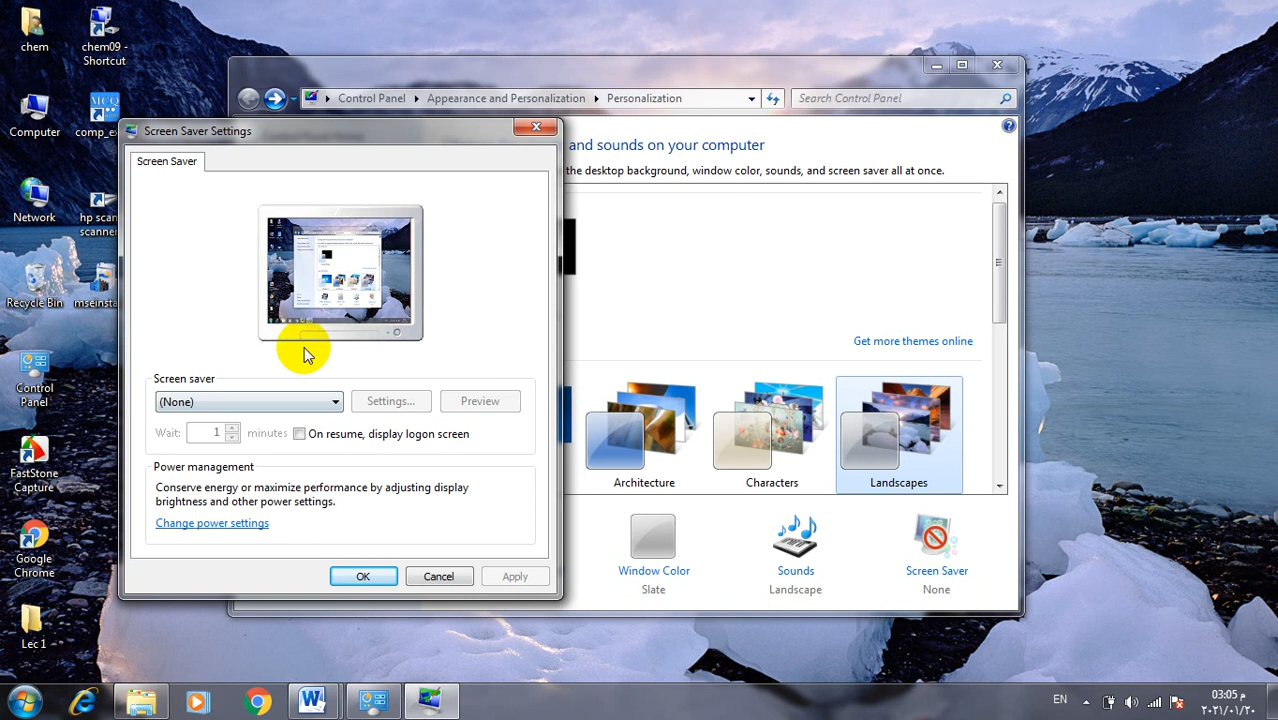 chem
chem09 -
Shortcut
Computer
MCQ
comp_e
Network
hp scan
scanner
Recycle Bin
mseinsta
Control
Panel
FastStone
Capture
Google
Chrome
Lec 1
Control Panel
Appearance and Personalization
Personalization
Search Control Panel
and sounds on your computer
the desktop background, window color, sounds, and screen saver all at once.
Get more themes online
Architecture
Characters
Landscapes
Window Color
Slate
Sounds
Landscape
Screen Saver
None
Screen Saver Settings
Screen Saver
Screen saver
(None)
Settings...
Preview
Wait:
1
minutes
On resume, display logon screen
Power management
Conserve energy or maximize performance by adjusting display
brightness and other power settings.
Change power settings
OK
Cancel
Apply
EN
03:05 م
٢٠٢١/٠١/٢٠